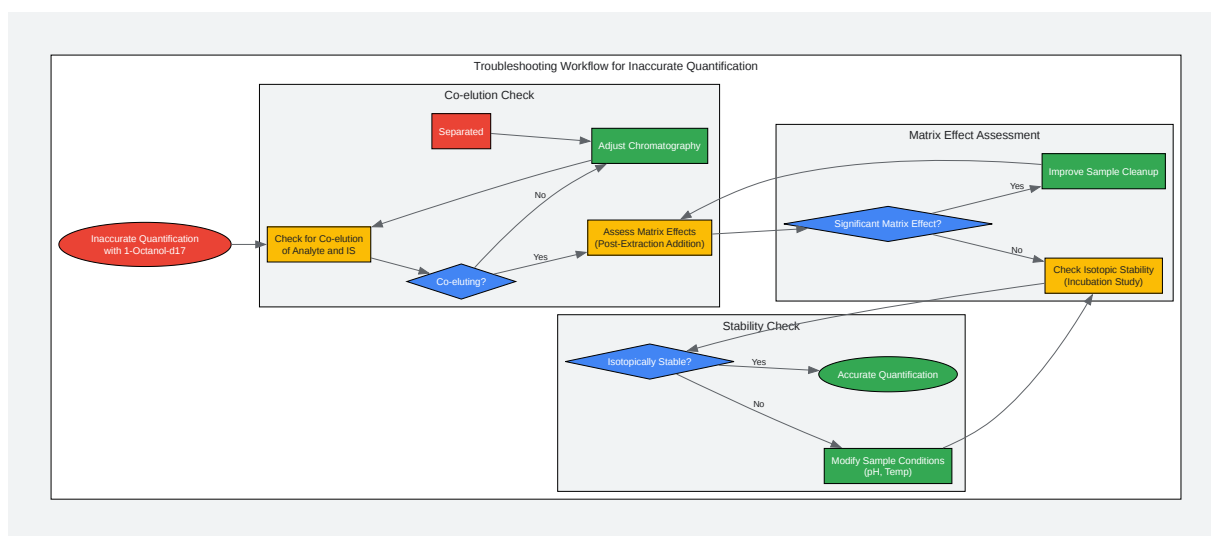 Troubleshooting Workflow for Inaccurate Quantification
Co-elution Check
Separated
Adjust Chromatography
No
Inaccurate Quantification
with 1-Octanol-d17
Check for Co-elution
of Analyte and IS
Co-eluting?
Yes
Assess Matrix Effects
(Post-Extraction Addition)
Matrix Effect Assessment
Improve Sample Cleanup
Yes
Significant Matrix Effect?
No
Check Isotopic Stability
(Incubation Study)
Stability Check
Isotopically Stable?
Yes
Accurate Quantification
No
Modify Sample Conditions
(pH, Temp)